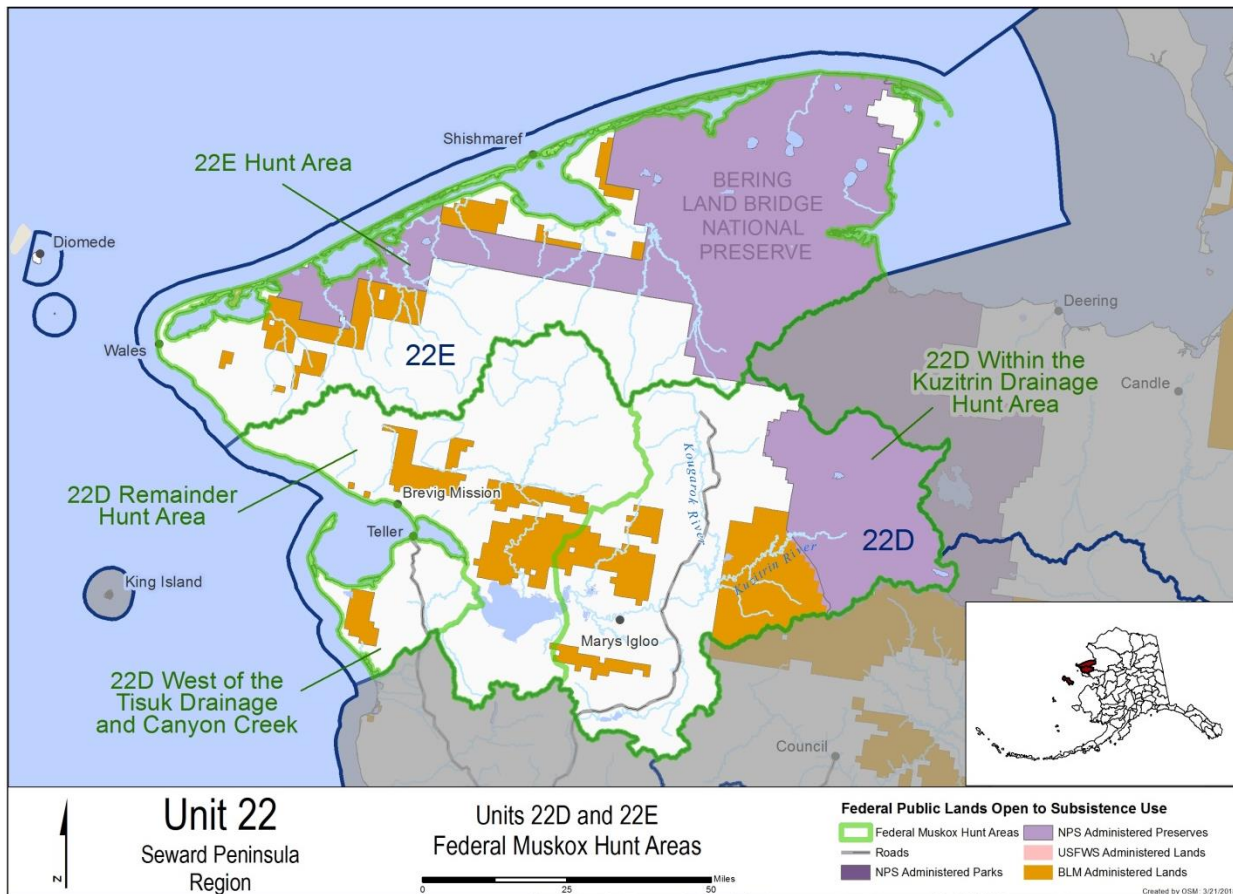 Shishmaref
22E Hunt Area
BERING
LAND BRIDGE
NATIONAL
PRESERVE
Diomede
Deering
Wales
22E
22D Within the
Kuzitrin Drainage
Hunt Area
Candle
Kougarok River
22D Remainder
Hunt Area
Brevig Mission
Teller
22D
Kuzitrin River
King Island
Marys Igloo
22D West of the
Tisuk Drainage
and Canyon Creek
Council
N
Unit 22
Seward Peninsula
Region
Units 22D and 22E
Federal Muskox Hunt Areas
Miles
0 25 50
Federal Public Lands Open to Subsistence Use
Federal Muskox Hunt Areas
Roads
NPS Administered Parks
NPS Administered Preserves
USFWS Administered Lands
BLM Administered Lands